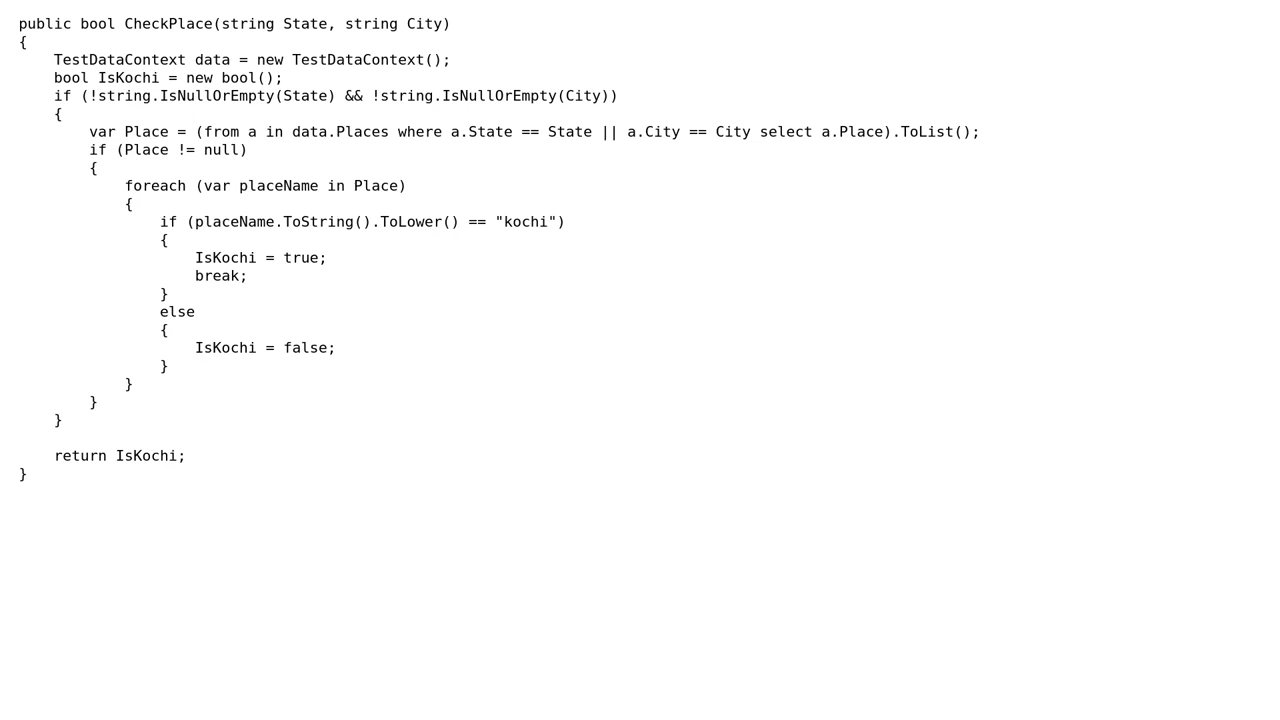 public bool CheckPlace(string State, string City)
{
    TestDataContext data = new TestDataContext();
    bool IsKochi = new bool();
    if (!string.IsNullOrEmpty(State) && !string.IsNullOrEmpty(City))
    {
        var Place = (from a in data.Places where a.State == State || a.City == City select a.Place).ToList();
        if (Place != null)
        {
            foreach (var placeName in Place)
            {
                if (placeName.ToString().ToLower() == "kochi")
                {
                    IsKochi = true;
                    break;
                }
                else
                {
                    IsKochi = false;
                }
            }
        }
    }

    return IsKochi;
}